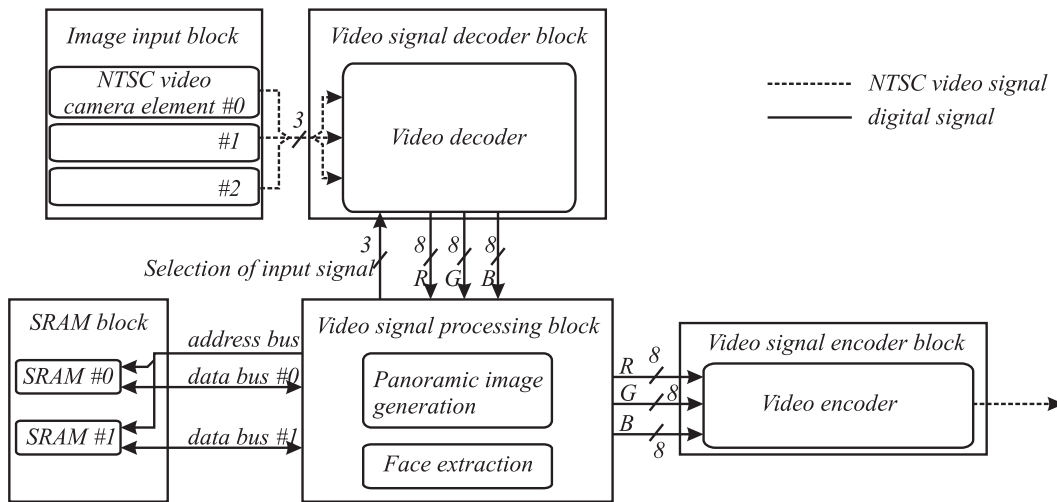 Image input block
NTSC video
camera element #0
#1
#2
3
Video signal decoder block
Video decoder
NTSC video signal
digital signal
3
8
8
8
Selection of input signal
R
G
B
SRAM block
SRAM #0
SRAM #1
address bus
data bus #0
data bus #1
Video signal processing block
Panoramic image
generation
Face extraction
R
8
G
8
B
8
Video signal encoder block
Video encoder